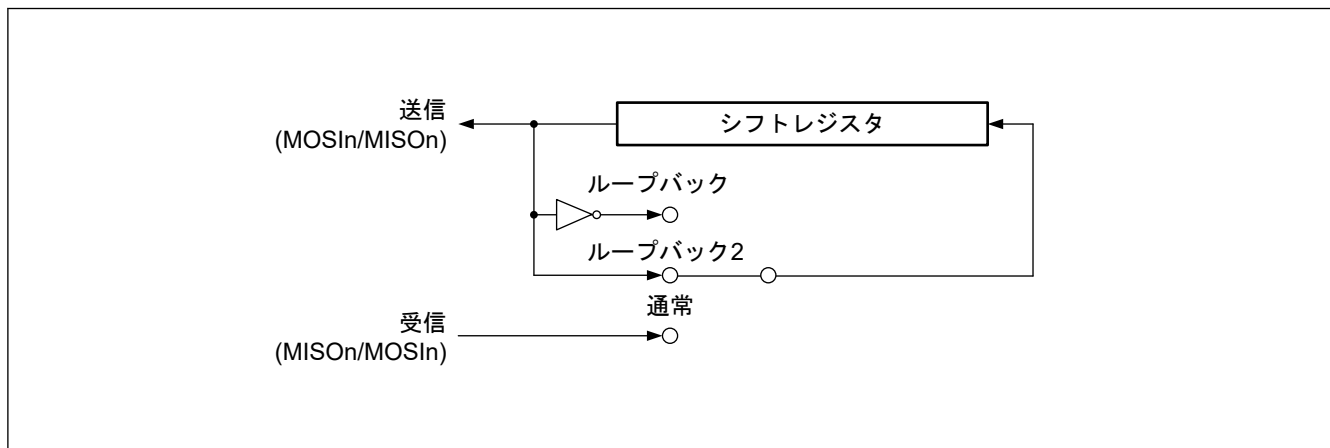 送信
(MOSIn/MISOn)
シフトレジスタ
ループバック
ループバック2
通常
受信
(MISOn/MOSIn)